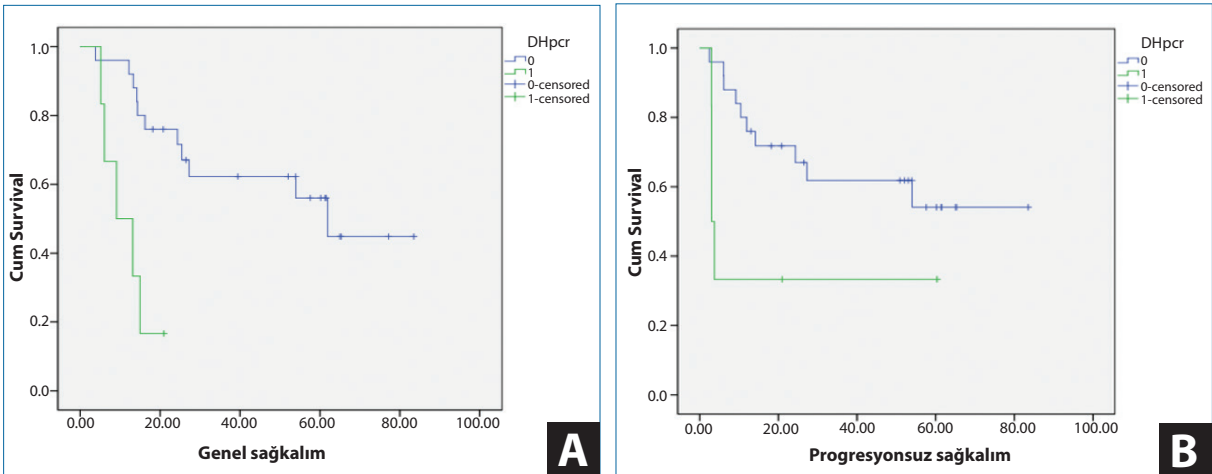 DHpcr
0
1
0-censored
1-censored
1.0
0.8
0.6
0.4
0.2
0.0
Cum Survival
0.00 20.00 40.00 60.00 80.00 100.00
Genel sağkalım
A
DHpcr
0
1
0-censored
1-censored
1.0
0.8
0.6
0.4
0.2
0.0
Cum Survival
0.00 20.00 40.00 60.00 80.00 100.00
Progresyonsuz sağkalım
B